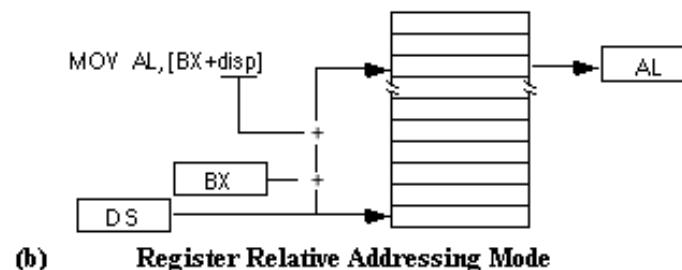 MOV AL,[BX+disp]
AL
+
BX
+
DS
(b) Register Relative Addressing Mode